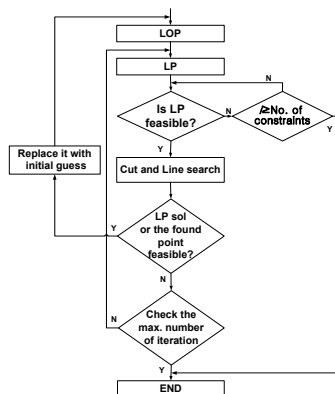 LOP
LP
N
Is LP
feasible?
N
≥No. of
constraints
Y
Y
Replace it with
initial guess
Cut and Line search
LP sol
or the found
point
feasible?
Y
N
Check the
max. number
of iteration
N
Y
END